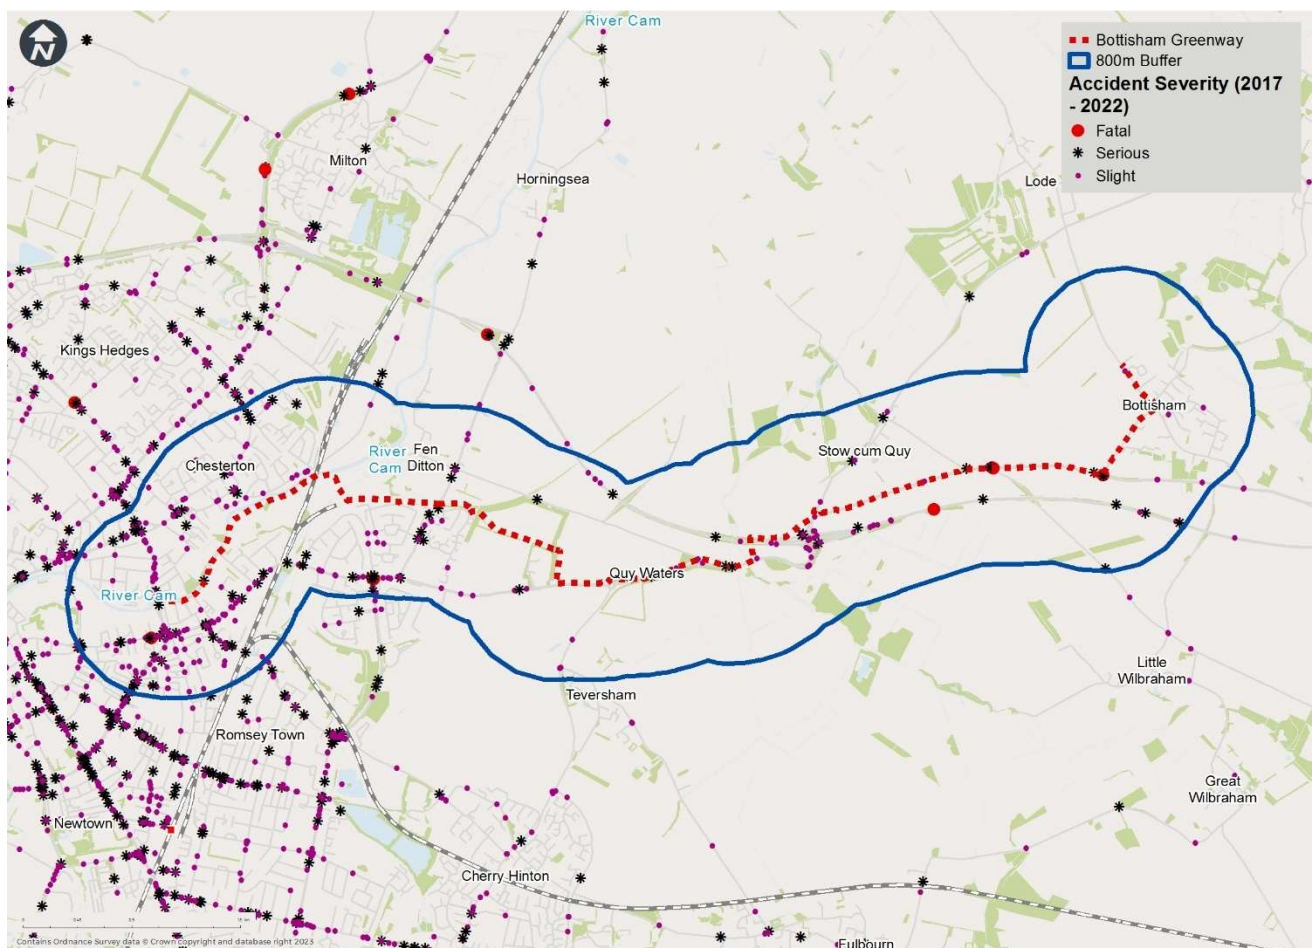 N
River Cam
Bottisham Greenway
800m Buffer
Accident Severity (2017
- 2022)
Fatal
Serious
Slight
Milton
Horningsea
Lode
Kings Hedges
Bottisham
Chesterton
River
Cam
Fen
Ditton
Stow cum Quy
Quy Waters
River Cam
Little
Wilbraham
Teversham
Romsey Town
Great
Wilbraham
Newtown
Cherry Hinton
Fulbourn
Contains Ordnance Survey data © Crown copyright and database right 2023